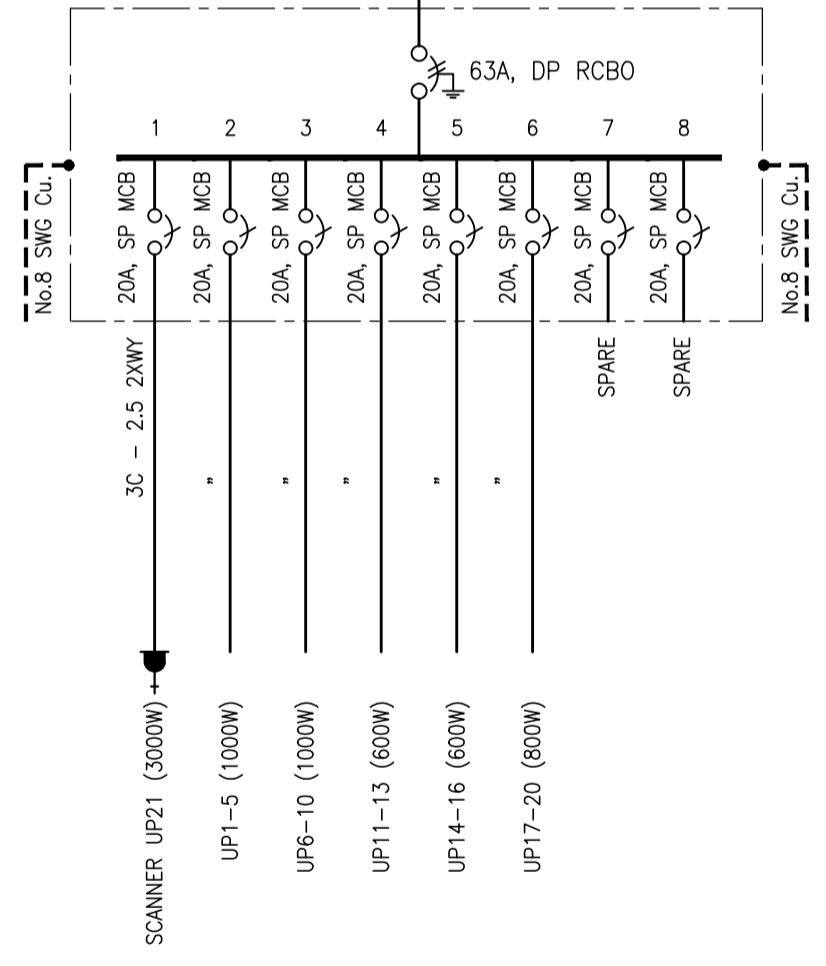 63A, DP RCBO
1 2 3 4 5 6 7 8
No.8 SWG Cu.
20A, SP MCB
20A, SP MCB
20A, SP MCB
20A, SP MCB
20A, SP MCB
20A, SP MCB
20A, SP MCB
20A, SP MCB
No.8 SWG Cu.
3C – 2.5 2XWY
"
"
"
"
"
SPARE
SPARE
SCANNER UP21 (3000W)
UP1–5 (1000W)
UP6–10 (1000W)
UP11–13 (600W)
UP14–16 (600W)
UP17–20 (800W)